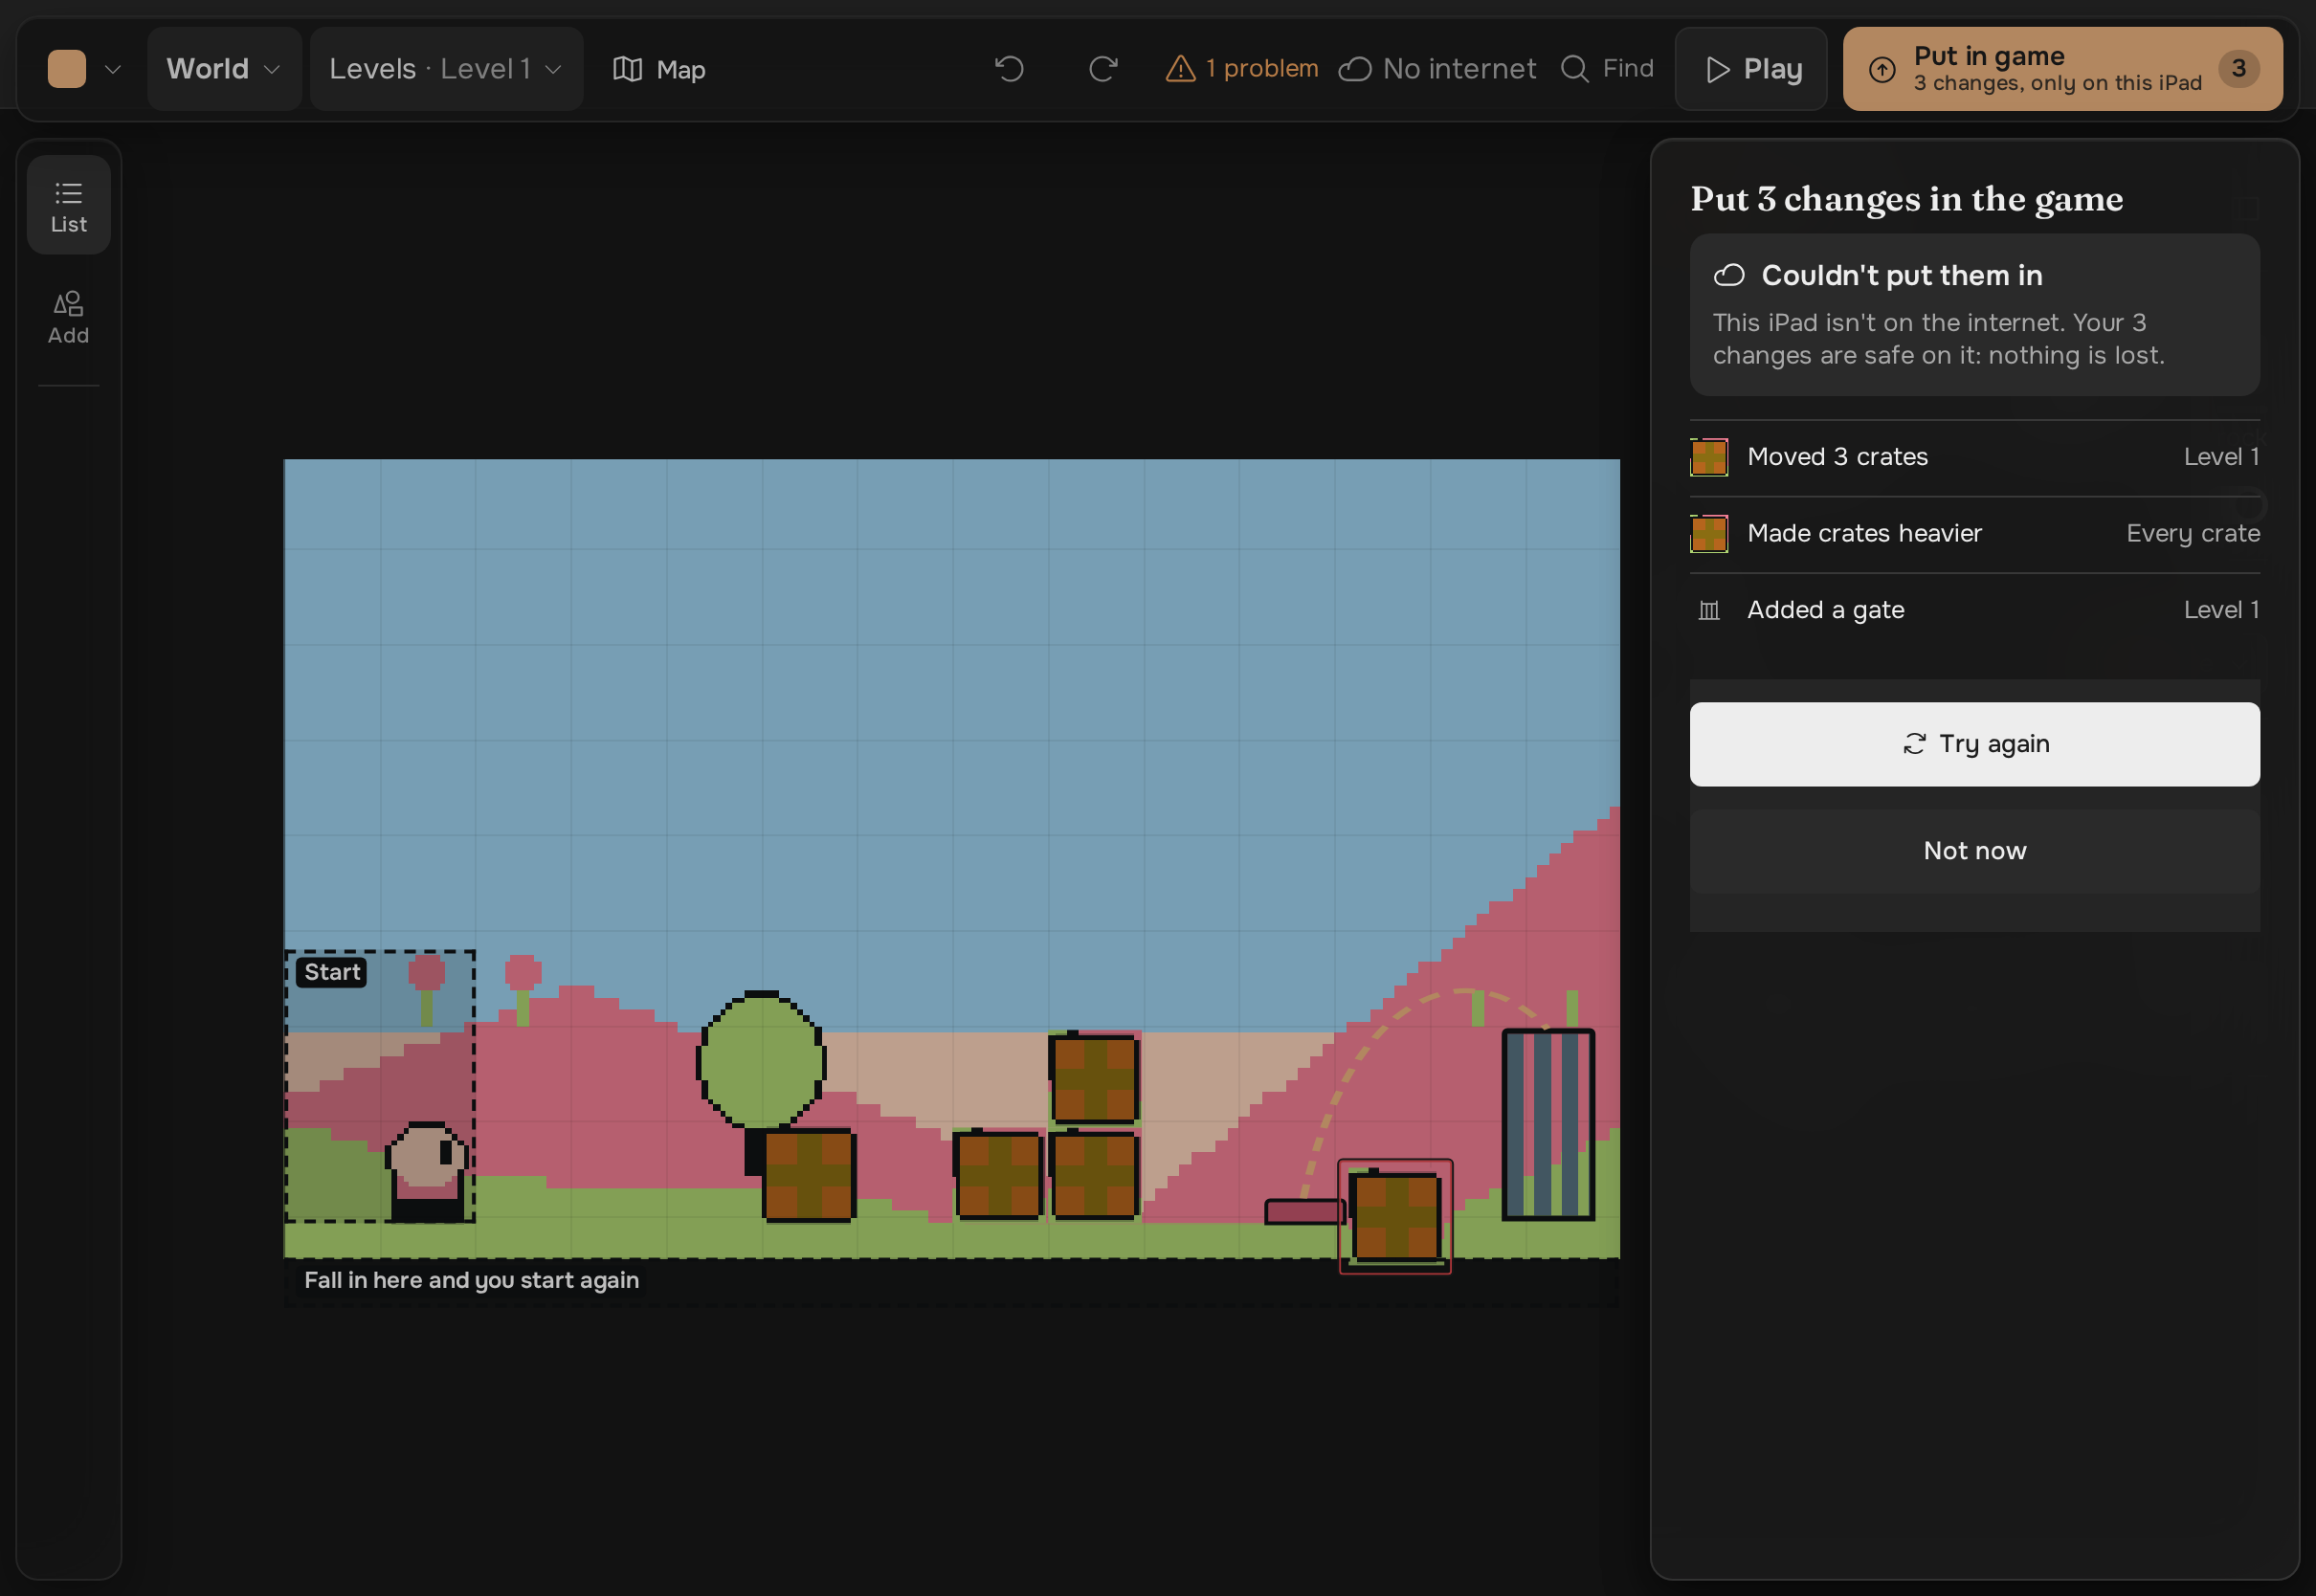 World
Levels · Level 1
Map
1 problem
No internet
Find
Play
Put in game
3 changes, only on this iPad
3
List
Add
Start
Fall in here and you start again
Put 3 changes in the game
Couldn't put them in
This iPad isn't on the internet. Your 3
changes are safe on it: nothing is lost.
Moved 3 crates
Level 1
Made crates heavier
Every crate
Added a gate
Level 1
Try again
Not now